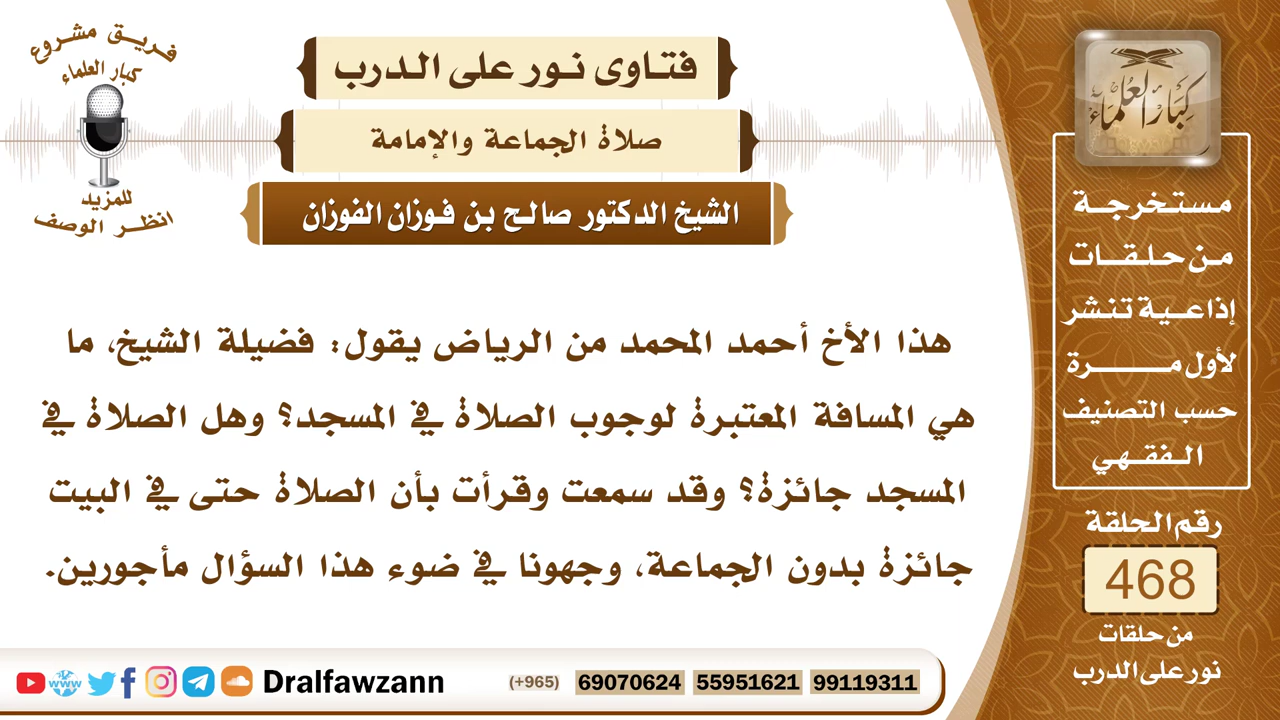 فريق مشروع
كبار العلماء
للمزيد
انظر الوصف
فتاوى نور على الدرب
صلاة الجماعة والإمامة
الشيخ الدكتور صالح بن فوزان الفوزان
هذا الأخ أحمد المحمد من الرياض يقول: فضيلة الشيخ، ما
هي المسافة المعتبرة لوجوب الصلاة في المسجد؟ وهل الصلاة في
المسجد جائزة؟ وقد سمعت وقرأت بأن الصلاة حتى في البيت
جائزة بدون الجماعة، وجهونا في ضوء هذا السؤال مأجورين.
كبار العلماء
مستخرجة
من حلقات
إذاعية تنشر
لأول مرة
حسب التصنيف
الفقهي
رقم الحلقة
468
من حلقات
نور على الدرب
www Dralfawzann (+965) 69070624 55951621 99119311